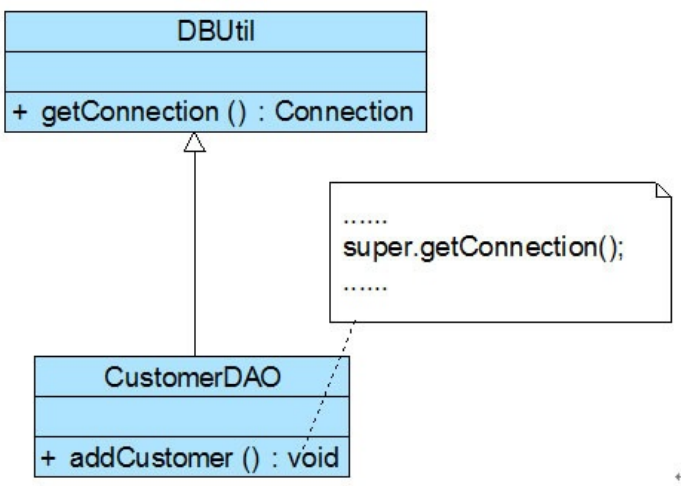 DBUtil
+ getConnection () : Connection
......
super.getConnection();
......
CustomerDAO
+ addCustomer () : void